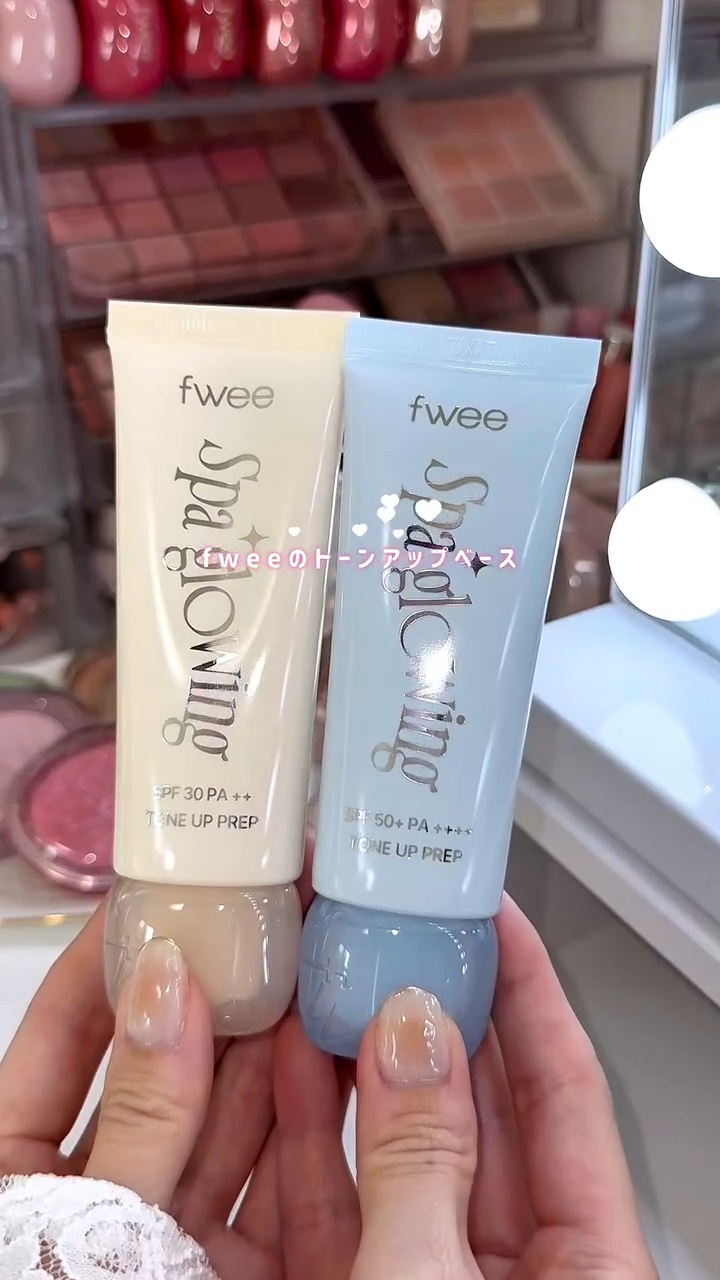 fwee
Spa glowing
SPF 30 PA ++
TONE UP PREP
fwee
Spa glowing
SPF 50+ PA ++++
TONE UP PREP
fweeのトーンアップベース